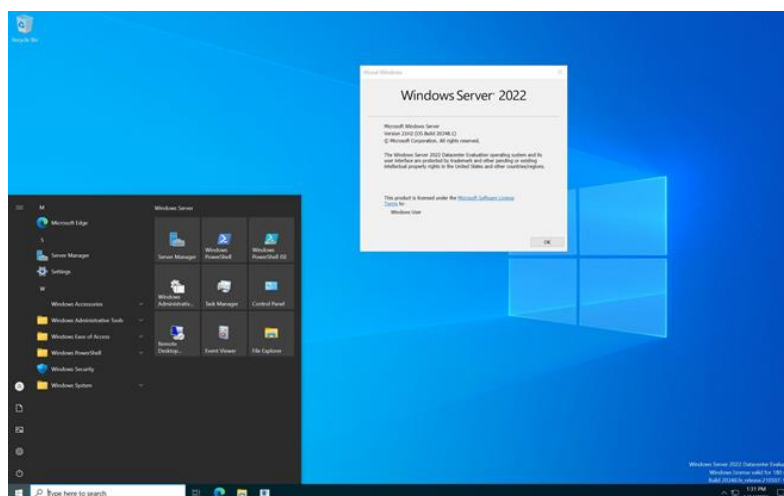 Recycle Bin
About Windows
Windows Server 2022
Microsoft Windows Server
Version 21H2 (OS Build 20348.1)
© Microsoft Corporation. All rights reserved.
The Windows Server 2022 Datacenter Evaluation operating system and its
user interface are protected by trademark and other pending or existing
intellectual property rights in the United States and other countries/regions.
This product is licensed under the Microsoft Software License
Terms to:
Windows User
OK
M
Microsoft Edge
S
Server Manager
Settings
W
Windows Accessories
Windows Administrative Tools
Windows Ease of Access
Windows PowerShell
Windows Security
Windows System
Windows Server
Server Manager
Windows
PowerShell
Windows
PowerShell ISE
Windows
Administrativ...
Task Manager
Control Panel
Remote
Desktop...
Event Viewer
File Explorer
Windows Server 2022 Datacenter
Windows License valid for 180
Build
Type here to search
1:31 PM